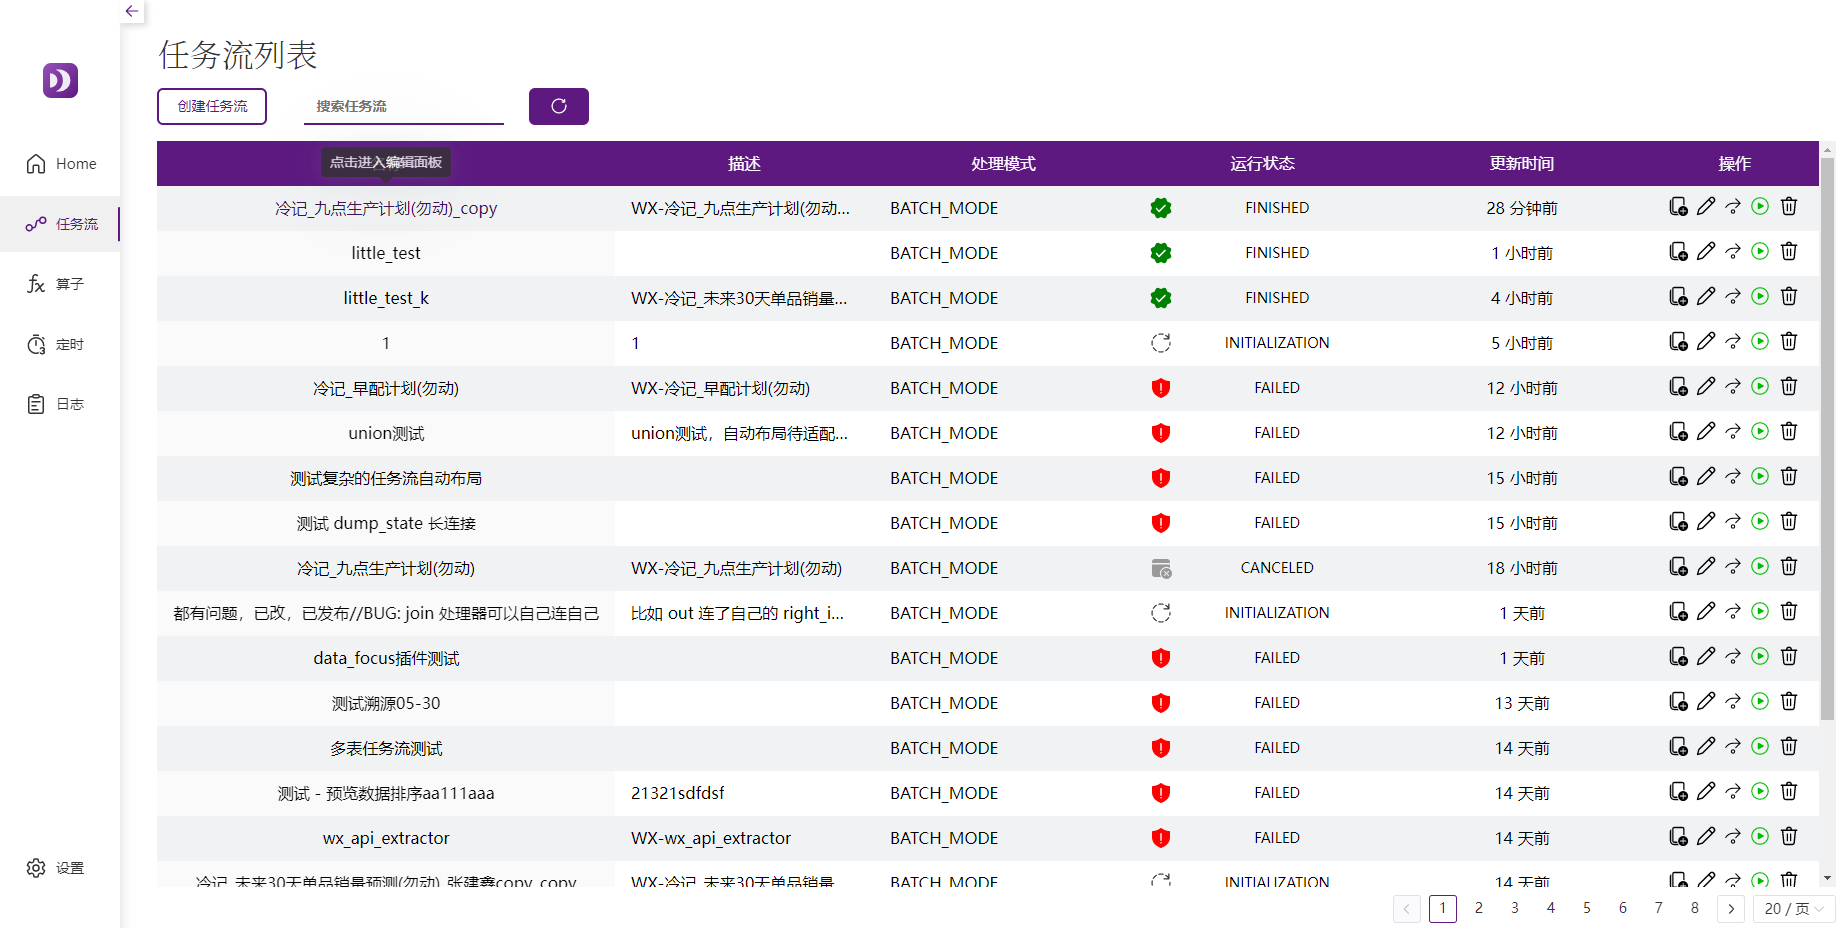 任务流列表
创建任务流 搜索任务流
Home
任务流
算子
定时
日志
设置
点击进入编辑面板 描述 处理模式 运行状态 更新时间 操作
冷记_九点生产计划(勿动)_copy WX-冷记_九点生产计划(勿动... BATCH_MODE FINISHED 28 分钟前
little_test BATCH_MODE FINISHED 1 小时前
little_test_k WX-冷记_未来30天单品销量... BATCH_MODE FINISHED 4 小时前
1 1 BATCH_MODE INITIALIZATION 5 小时前
冷记_早配计划(勿动) WX-冷记_早配计划(勿动) BATCH_MODE FAILED 12 小时前
union测试 union测试，自动布局待适配... BATCH_MODE FAILED 12 小时前
测试复杂的任务流自动布局 BATCH_MODE FAILED 15 小时前
测试 dump_state 长连接 BATCH_MODE FAILED 15 小时前
冷记_九点生产计划(勿动) WX-冷记_九点生产计划(勿动) BATCH_MODE CANCELED 18 小时前
都有问题，已改，已发布//BUG: join 处理器可以自己连自己 比如 out 连了自己的 right_i... BATCH_MODE INITIALIZATION 1 天前
data_focus插件测试 BATCH_MODE FAILED 1 天前
测试溯源05-30 BATCH_MODE FAILED 13 天前
多表任务流测试 BATCH_MODE FAILED 14 天前
测试 - 预览数据排序aa111aaa 21321sdfdsf BATCH_MODE FAILED 14 天前
wx_api_extractor WX-wx_api_extractor BATCH_MODE FAILED 14 天前
冷记_未来30天单品销量预测(勿动)_张建鑫copy_copy WX-冷记_未来30天单品销量 BATCH_MODE INITIALIZATION 14 天前
1 2 3 4 5 6 7 8 20 / 页